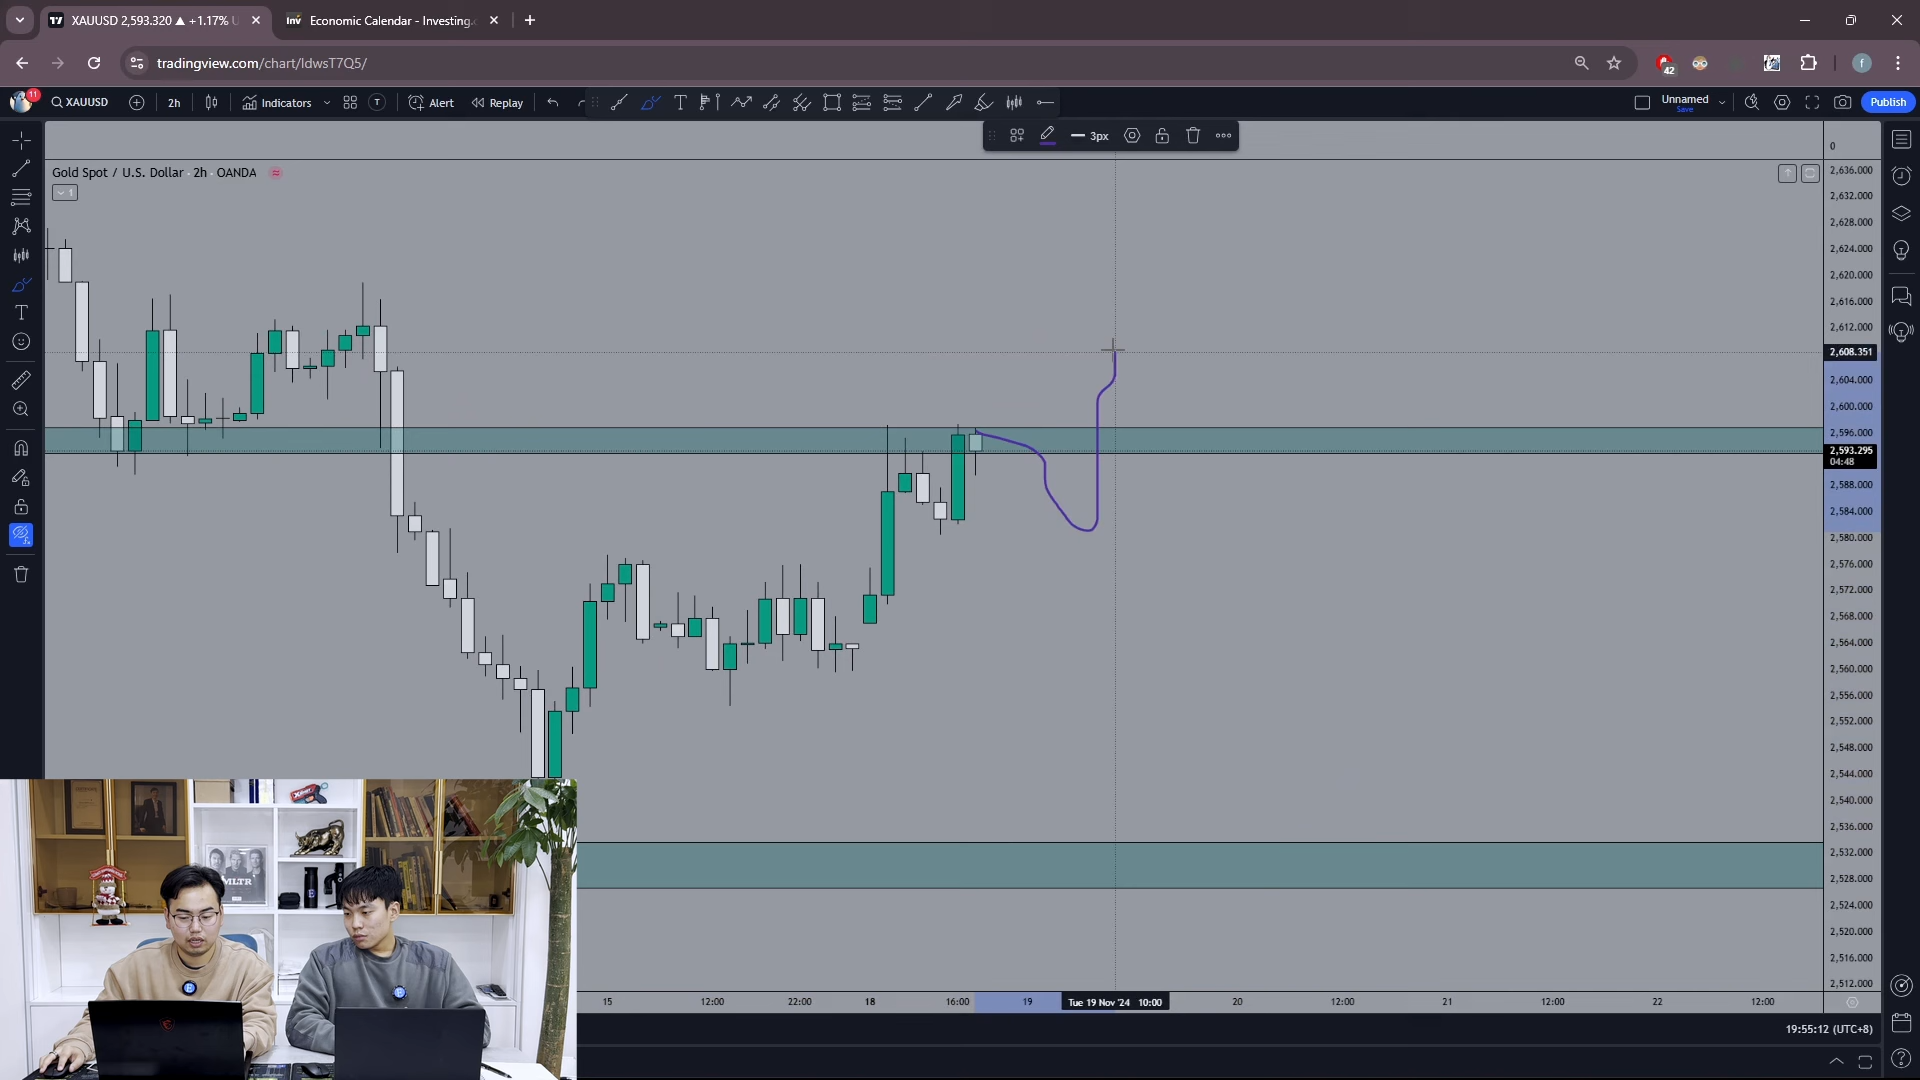 XAUUSD 2,593.320 ▲ +1.17% U
Economic Calendar - Investing.c
tradingview.com/chart/IdwsT7Q5/
42
f
11
XAUUSD
2h
Indicators
T
Alert
Replay
Unnamed
Save
Publish
3px
Gold Spot / U.S. Dollar · 2h · OANDA
1
0
2,636.000
2,632.000
2,628.000
2,624.000
2,620.000
2,616.000
2,612.000
2,608.351
2,604.000
2,600.000
2,596.000
2,593.295
04:48
2,588.000
2,584.000
2,580.000
2,576.000
2,572.000
2,568.000
2,564.000
2,560.000
2,556.000
2,552.000
2,548.000
2,544.000
2,540.000
2,536.000
2,532.000
2,528.000
2,524.000
2,520.000
2,516.000
2,512.000
MLTR
15
12:00
22:00
18
16:00
19
Tue 19 Nov '24 10:00
20
12:00
21
12:00
22
12:00
19:55:12 (UTC+8)